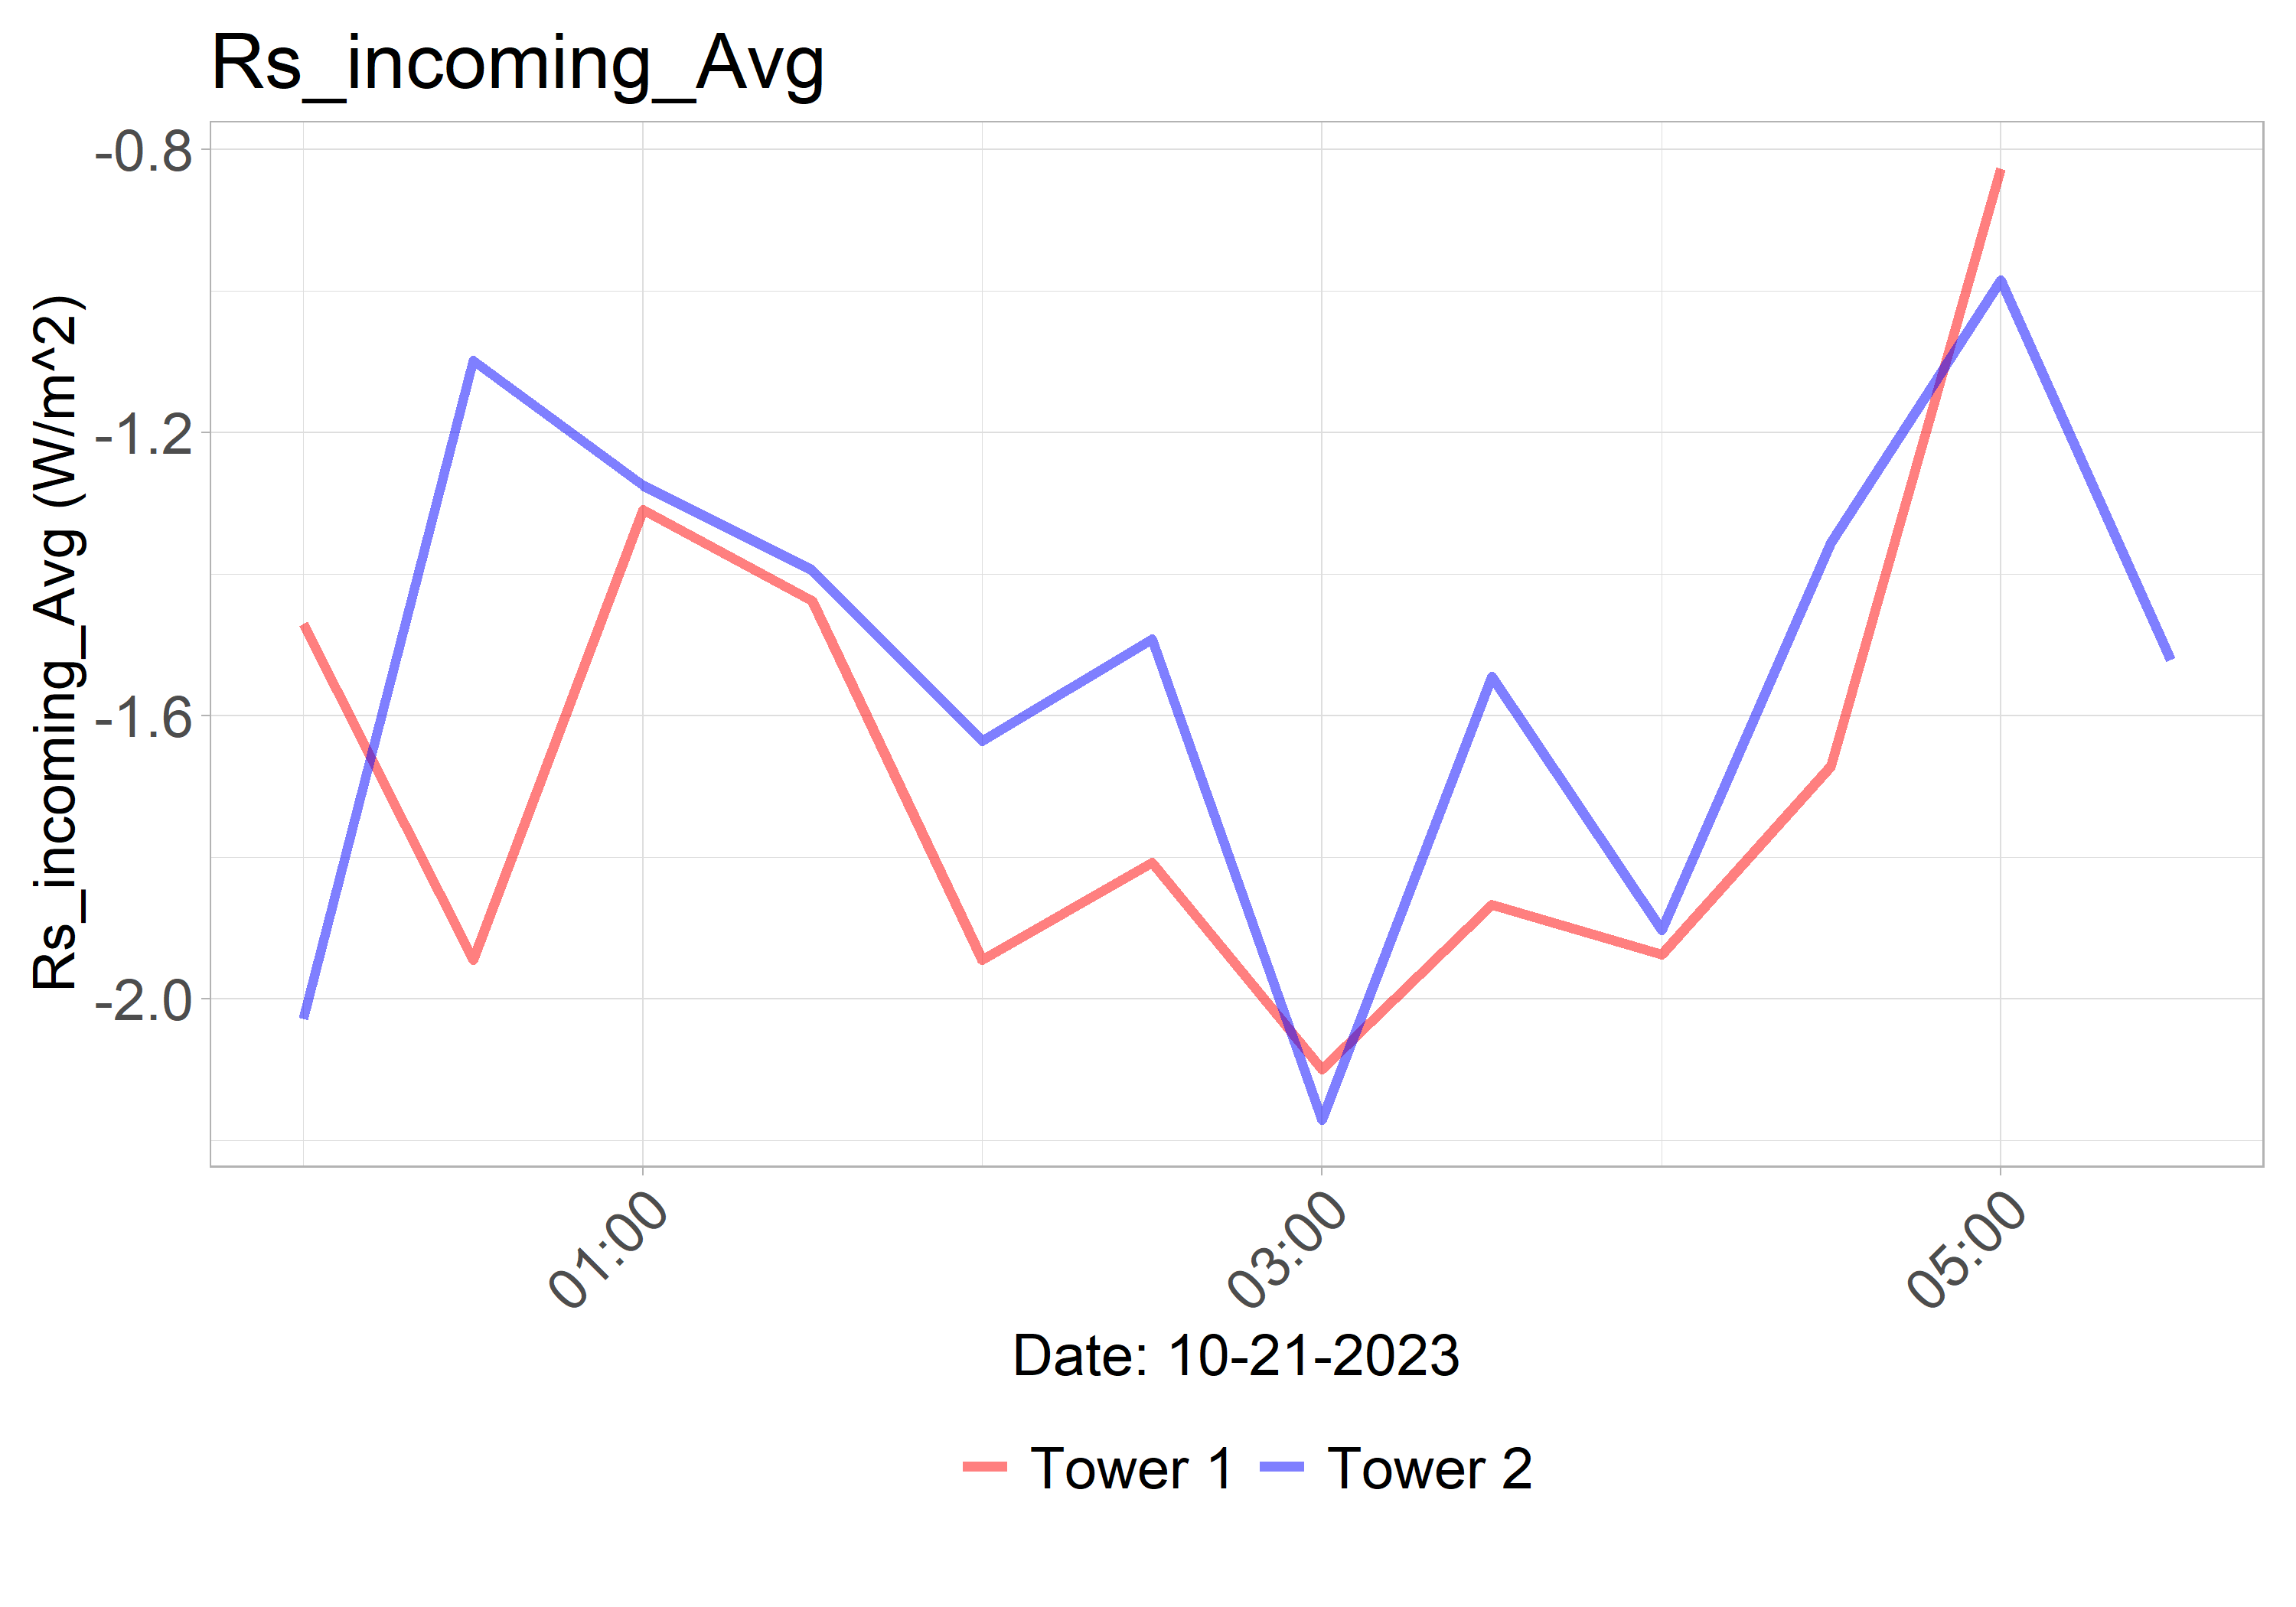 Rs_incoming_Avg
Rs_incoming_Avg (W/m^2)
-0.8
-1.2
-1.6
-2.0
01:00
03:00
05:00
Date: 10-21-2023
Tower 1
Tower 2